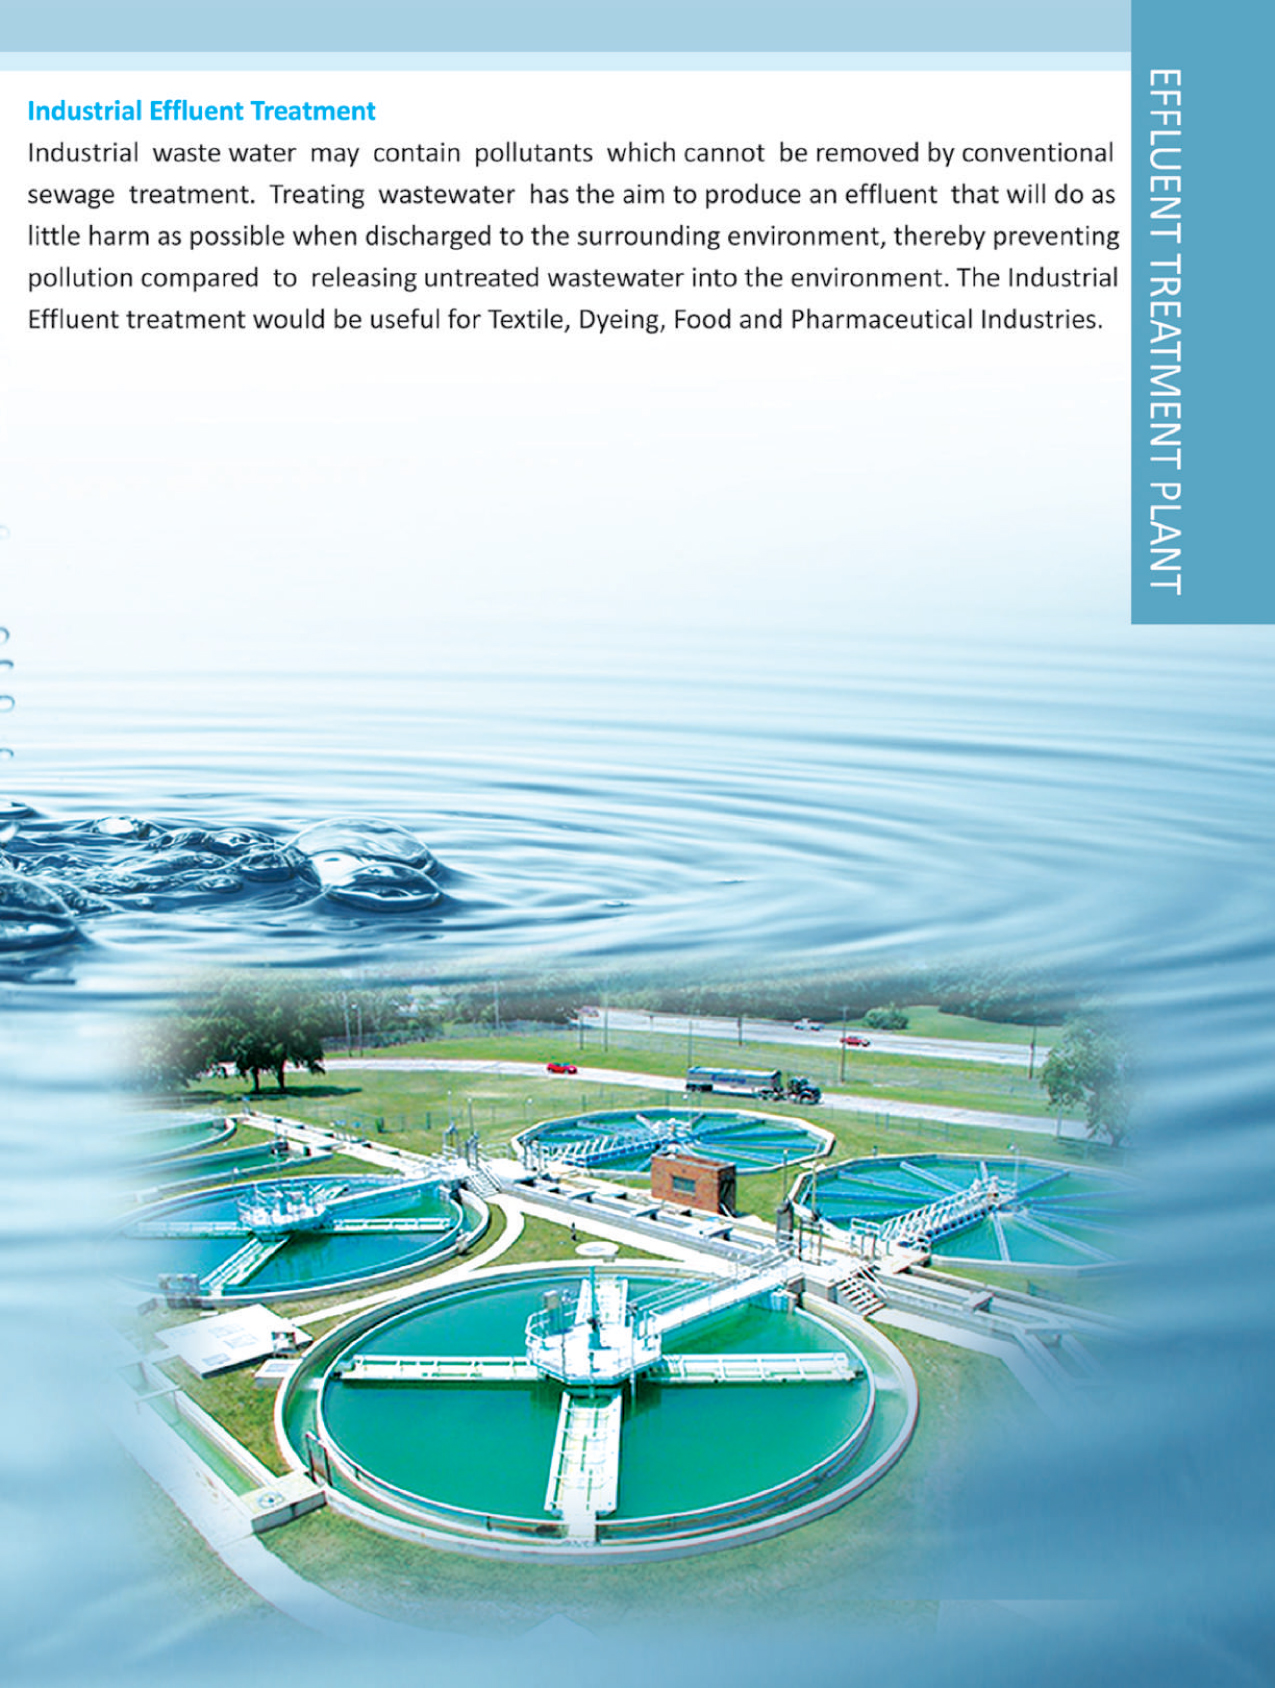 Industrial Effluent Treatment
Industrial waste water may contain pollutants which cannot be removed by conventional
sewage treatment. Treating wastewater has the aim to produce an effluent that will do as
little harm as possible when discharged to the surrounding environment, thereby preventing
pollution compared to releasing untreated wastewater into the environment. The Industrial
Effluent treatment would be useful for Textile, Dyeing, Food and Pharmaceutical Industries.
EFFLUENT TREATMENT PLANT